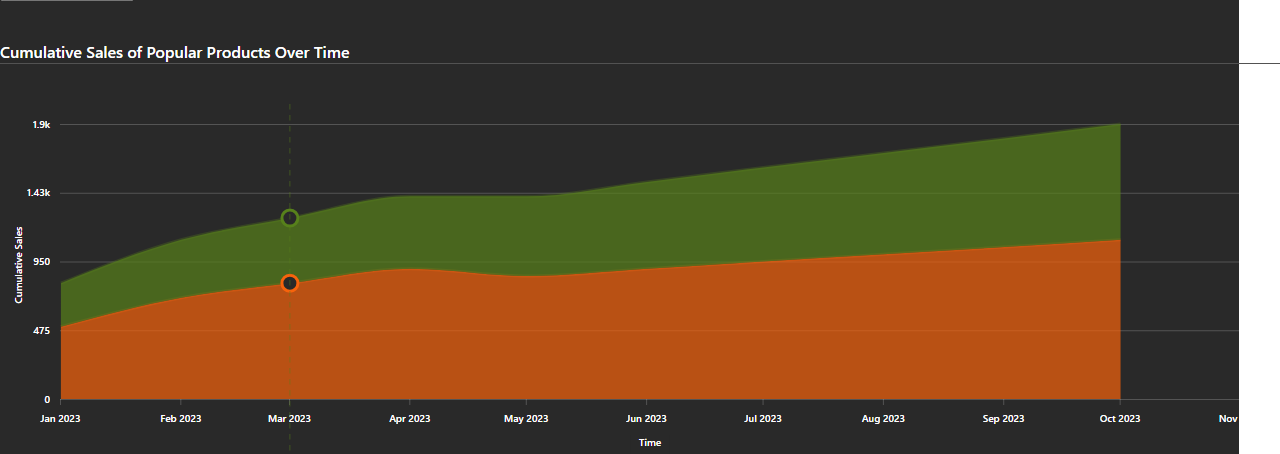 Cumulative Sales of Popular Products Over Time
1.9k
1.43k
950
475
0
Cumulative Sales
Jan 2023 Feb 2023 Mar 2023 Apr 2023 May 2023 Jun 2023 Jul 2023 Aug 2023 Sep 2023 Oct 2023 Nov
Time